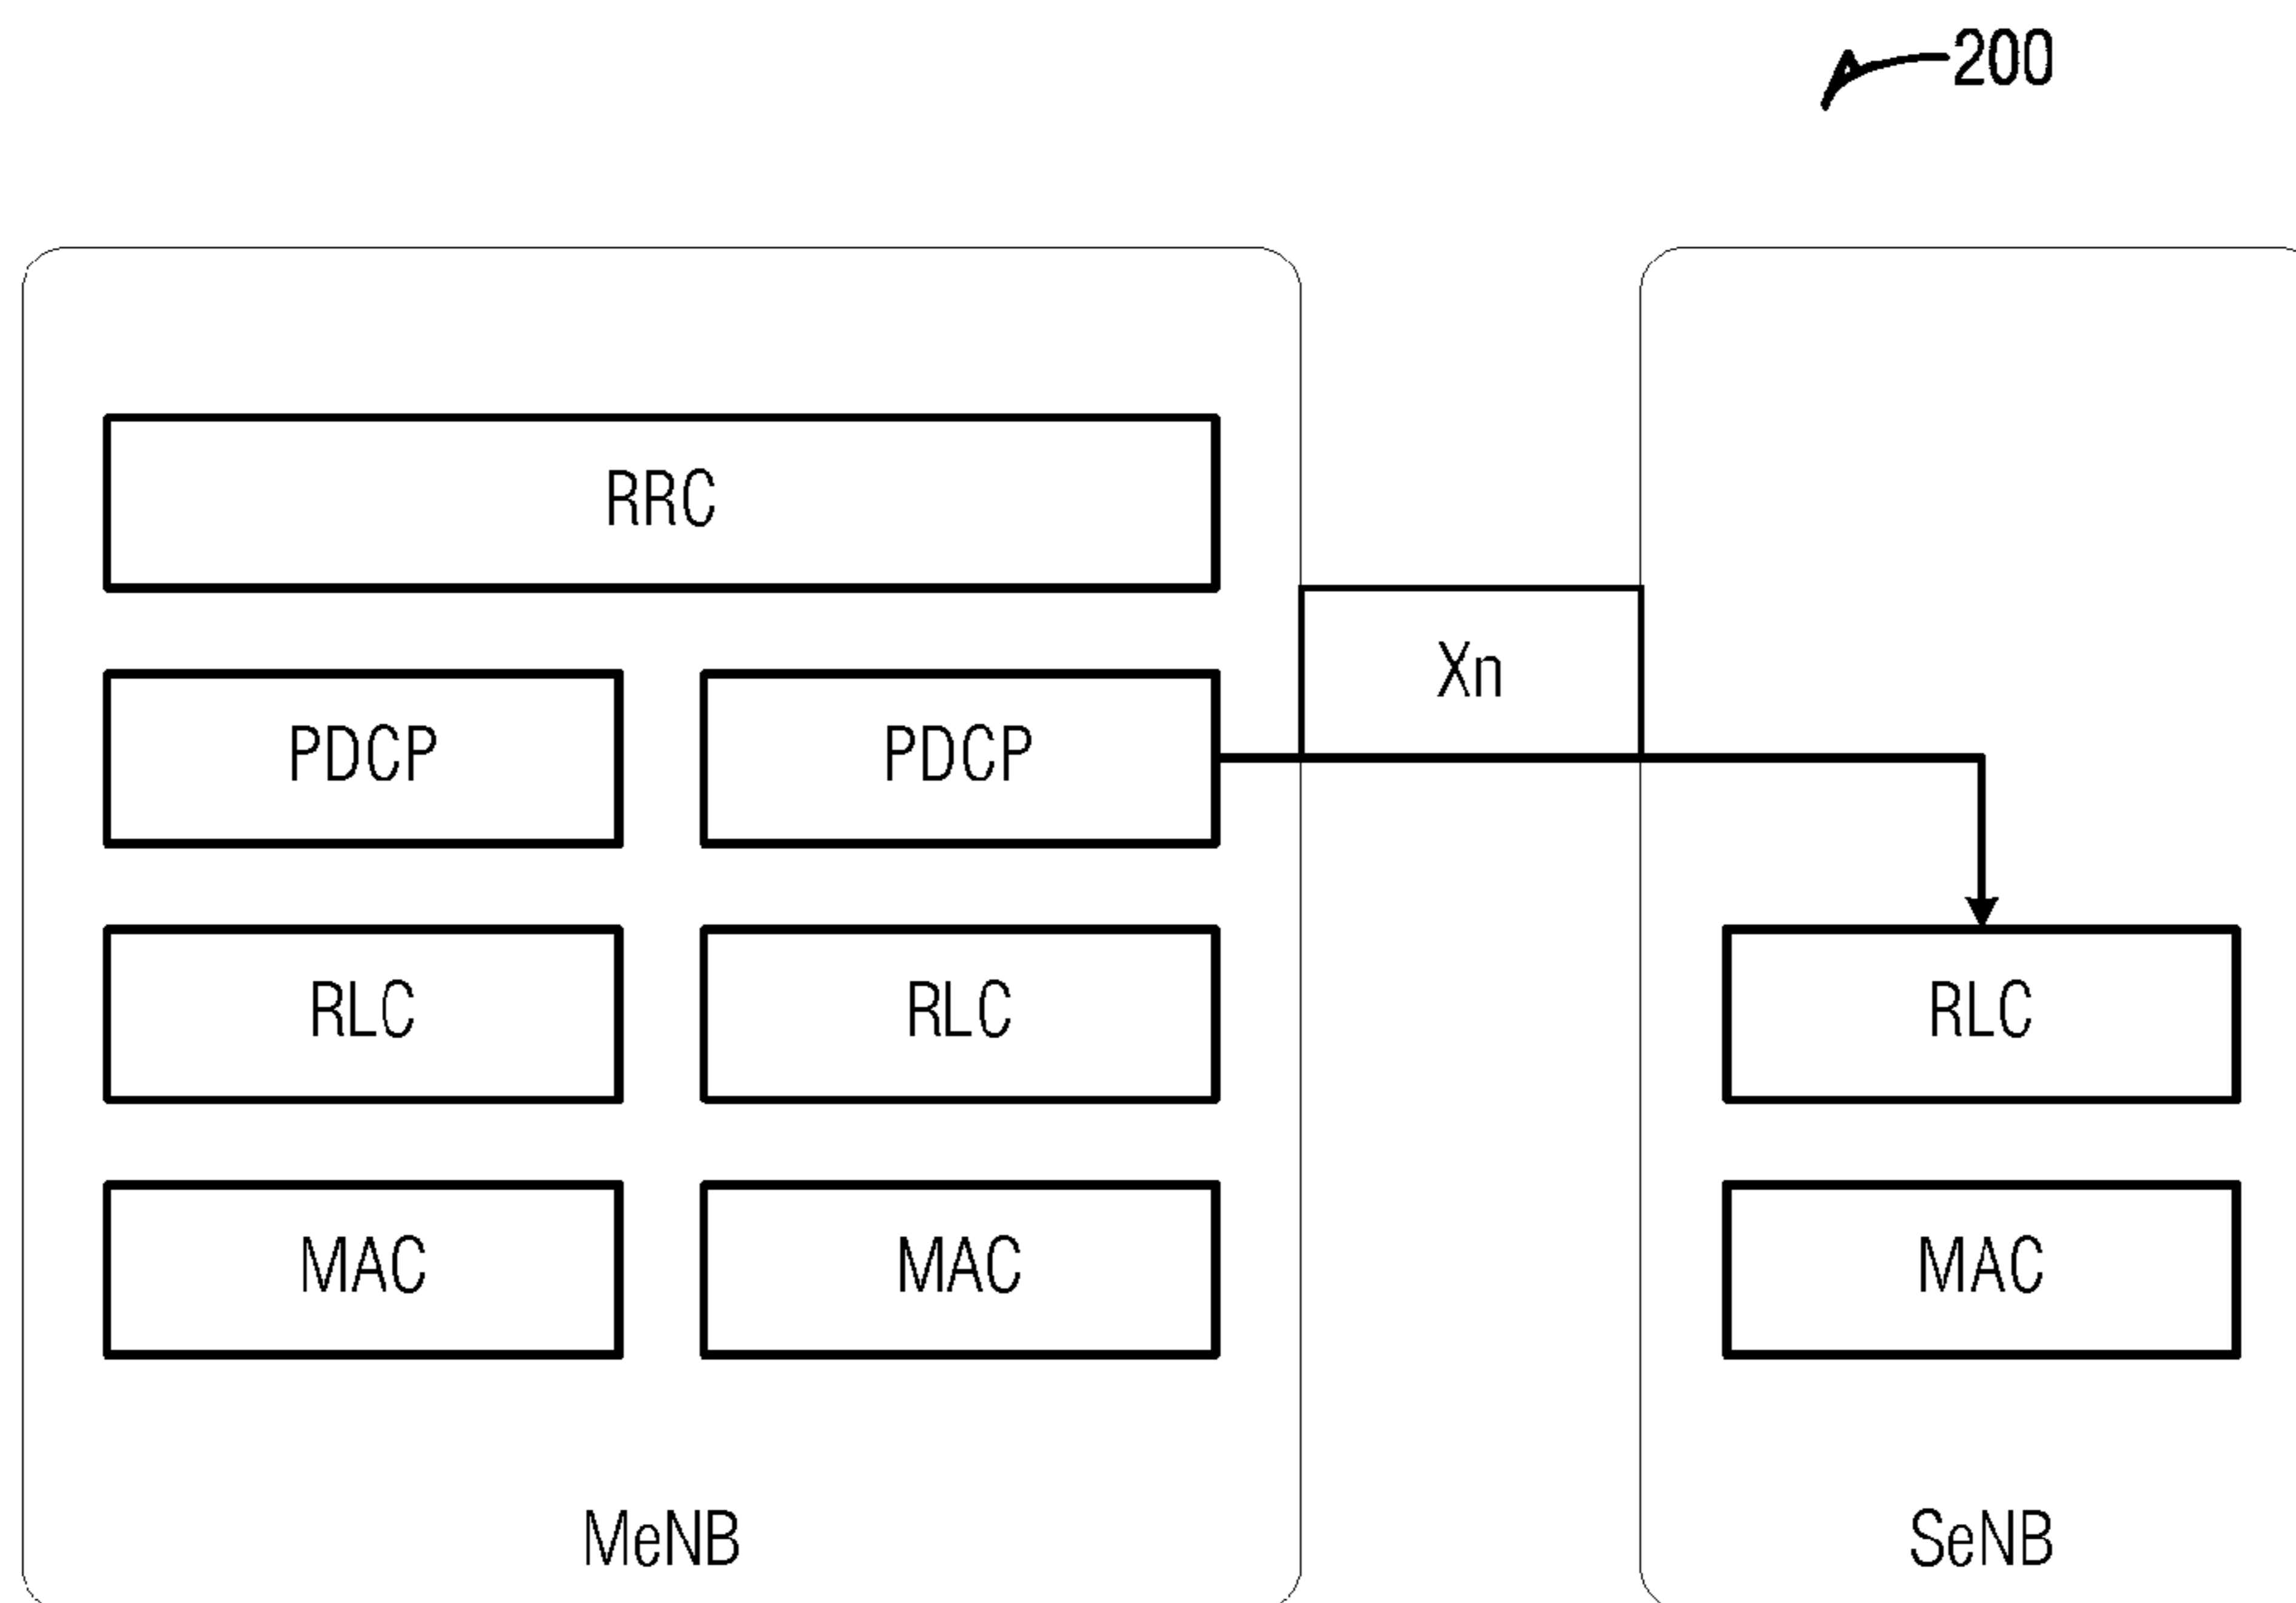 200
RRC
Xn
PDCP PDCP
RLC RLC RLC
MAC MAC MAC
MeNB SeNB